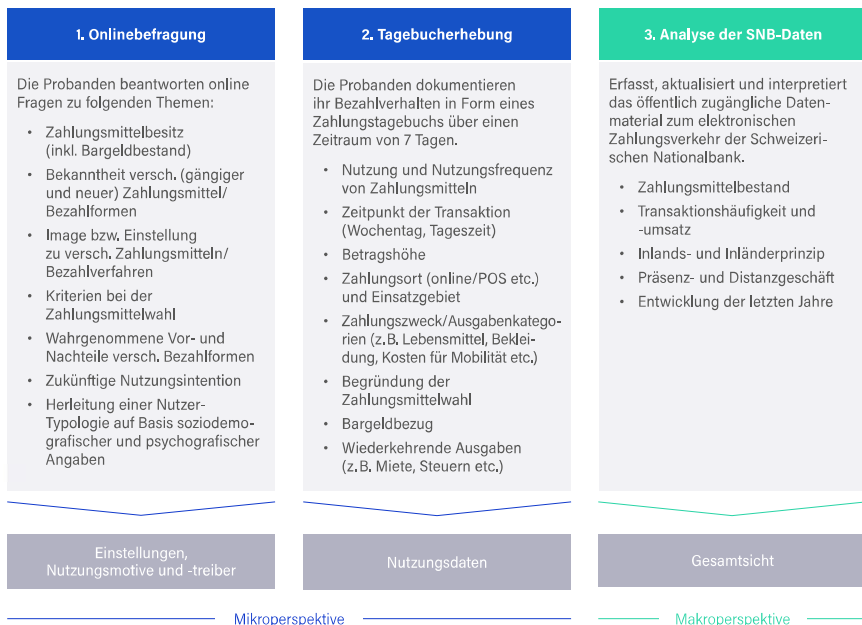 1. Onlinebefragung
Die Probanden beantworten online
Fragen zu folgenden Themen:
• Zahlungsmittelbesitz
(inkl. Bargeldbestand)
• Bekanntheit versch. (gängiger
und neuer) Zahlungsmittel/
Bezahlformen
• Image bzw. Einstellung
zu versch. Zahlungsmitteln/
Bezahlverfahren
• Kriterien bei der
Zahlungsmittelwahl
• Wahrgenommene Vor- und
Nachteile versch. Bezahlformen
• Zukünftige Nutzungsintention
• Herleitung einer Nutzer-
Typologie auf Basis soziodemo-
grafischer und psychografischer
Angaben
Einstellungen,
Nutzungsmotive und -treiber
2. Tagebucherhebung
Die Probanden dokumentieren
ihr Bezahlverhalten in Form eines
Zahlungstagebuchs über einen
Zeitraum von 7 Tagen.
• Nutzung und Nutzungsfrequenz
von Zahlungsmitteln
• Zeitpunkt der Transaktion
(Wochentag, Tageszeit)
• Betragshöhe
• Zahlungsort (online/POS etc.)
und Einsatzgebiet
• Zahlungszweck/Ausgabenkatego-
rien (z.B. Lebensmittel, Beklei-
dung, Kosten für Mobilität etc.)
• Begründung der
Zahlungsmittelwahl
• Bargeldbezug
• Wiederkehrende Ausgaben
(z.B. Miete, Steuern etc.)
Nutzungsdaten
Mikroperspektive
3. Analyse der SNB-Daten
Erfasst, aktualisiert und interpretiert
das öffentlich zugängliche Daten-
material zum elektronischen
Zahlungsverkehr der Schweizeri-
schen Nationalbank.
• Zahlungsmittelbestand
• Transaktionshäufigkeit und
-umsatz
• Inlands- und Inländerprinzip
• Präsenz- und Distanzgeschäft
• Entwicklung der letzten Jahre
Gesamtsicht
Makroperspektive